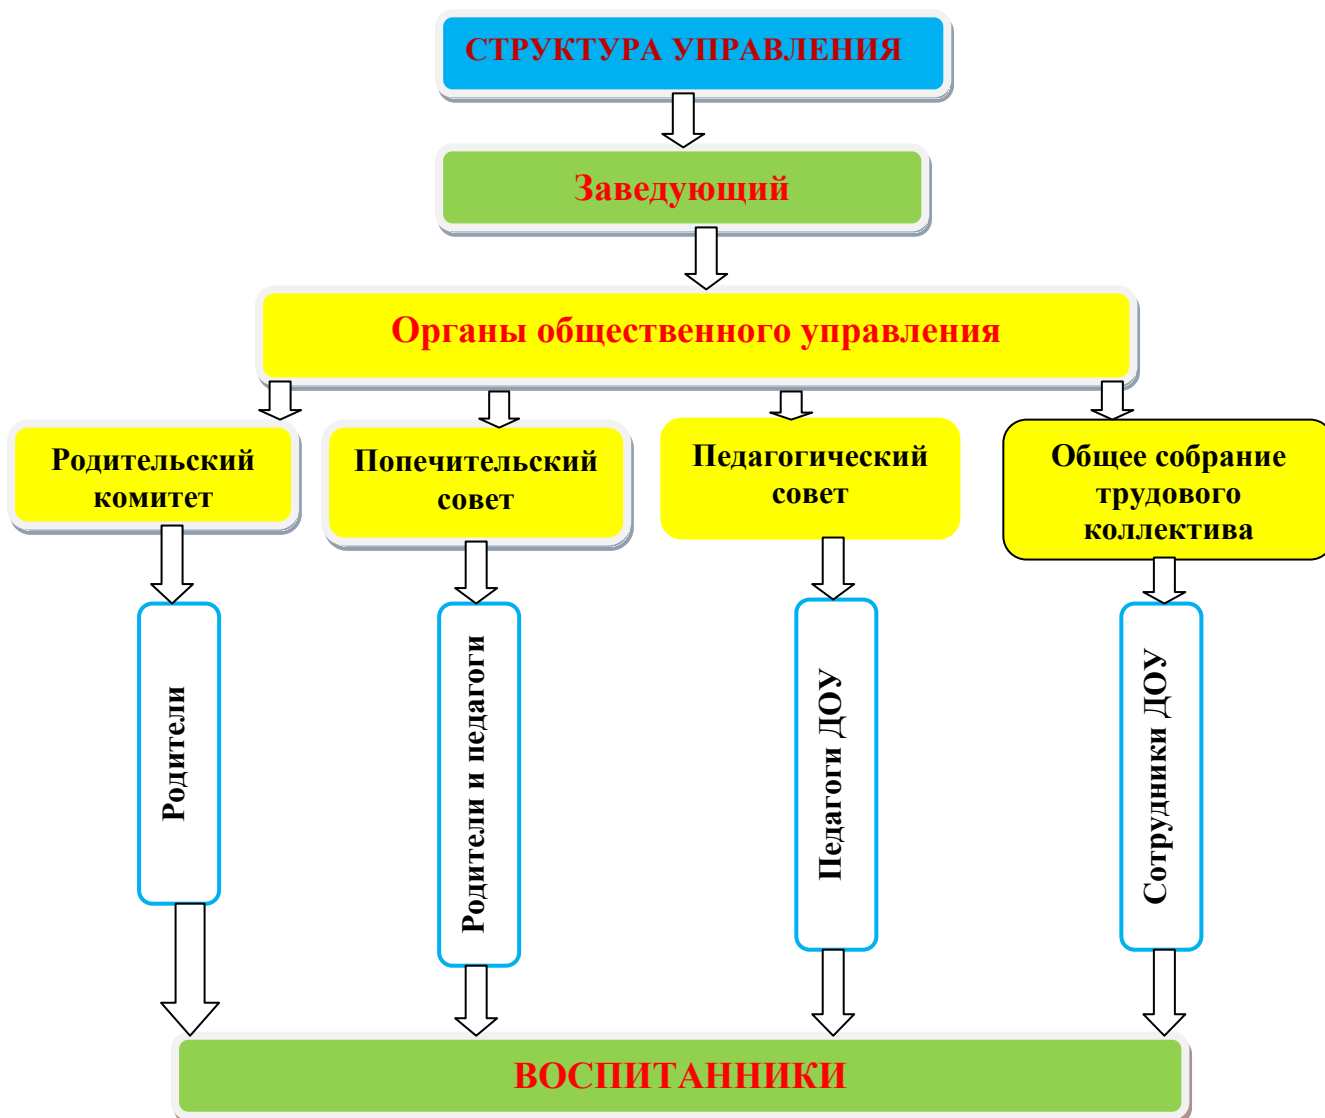 СТРУКТУРА УПРАВЛЕНИЯ
Заведующий
Органы общественного управления
Родительский
комитет
Попечительский
совет
Педагогический
совет
Общее собрание
трудового
коллектива
Родители
Родители и педагоги
Педагоги ДОУ
Сотрудники ДОУ
ВОСПИТАННИКИ